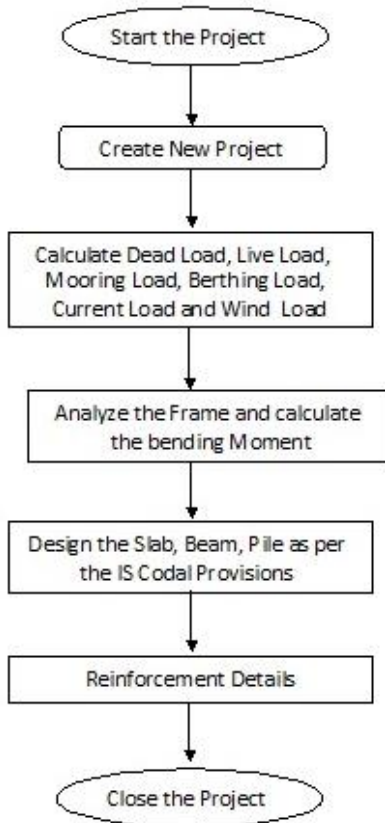 Start the Project
Create New Project
Calculate Dead Load, Live Load,
Mooring Load, Berthing Load,
Current Load and Wind Load
Analyze the Frame and calculate
the bending Moment
Design the Slab, Beam, Pile as per
the IS Codal Provisions
Reinforcement Details
Close the Project